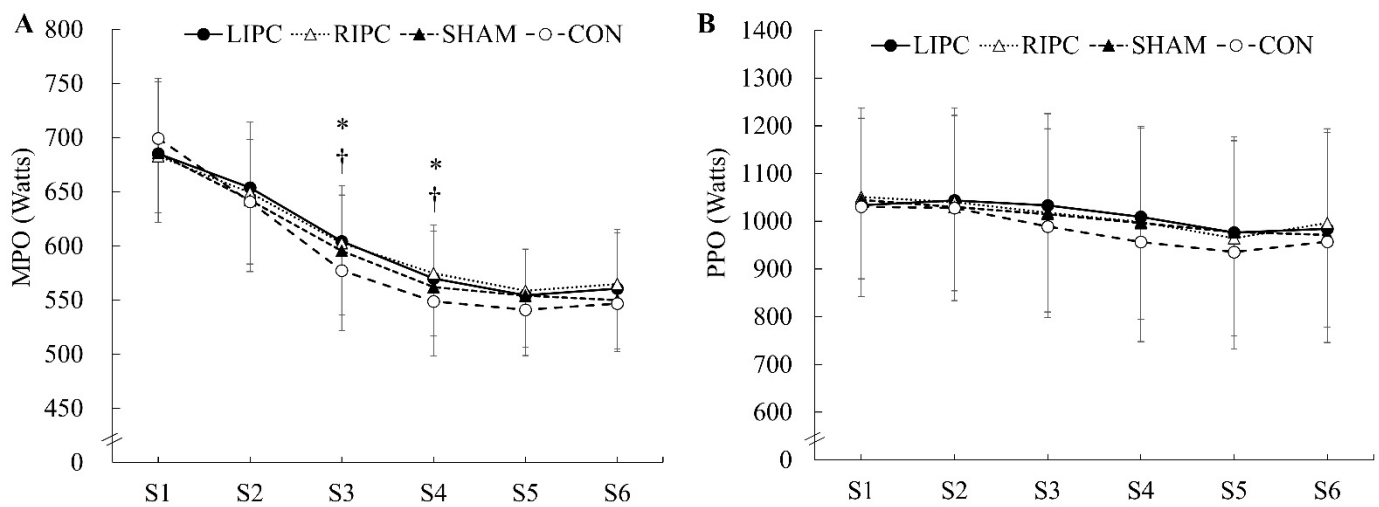 A
LIPC RIPC SHAM CON
MPO (Watts)
800
750
700
650
600
550
500
450
0
*
†
*
†
S1 S2 S3 S4 S5 S6
B
LIPC RIPC SHAM CON
PPO (Watts)
1400
1300
1200
1100
1000
900
800
700
600
0
S1 S2 S3 S4 S5 S6